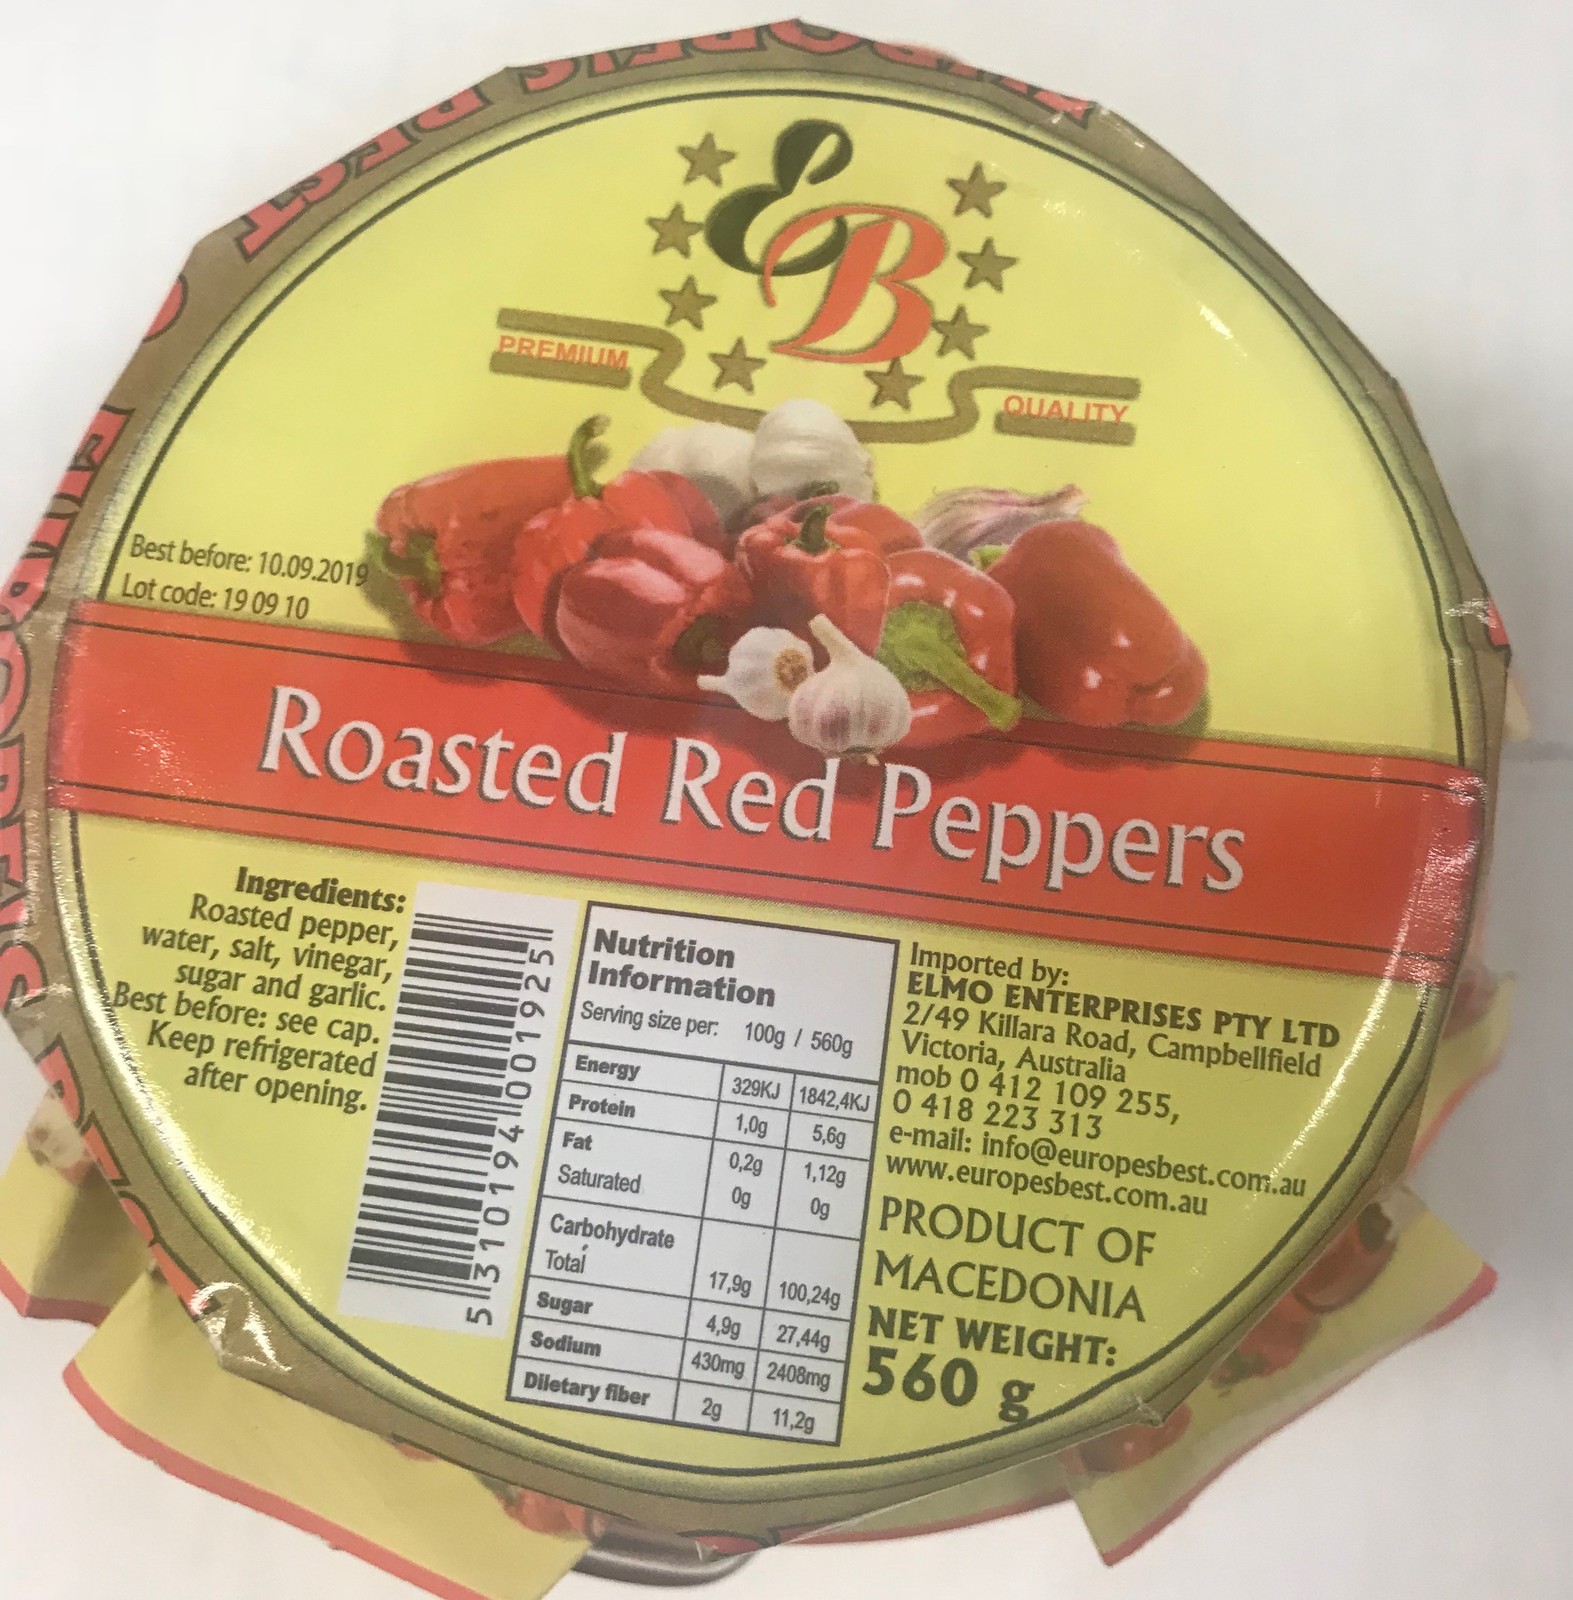 EB
PREMIUM
QUALITY
Best before: 10.09.2019
Lot code: 19 09 10
Roasted Red Peppers
Ingredients:
Roasted pepper,
water, salt, vinegar,
sugar and garlic.
Best before: see cap.
Keep refrigerated
after opening.
5310194001925
Nutrition
Information
Serving size per: 100g / 560g
Energy 329KJ 1842,4KJ
Protein 1,0g 5,6g
Fat 0,2g 1,12g
Saturated 0g 0g
Carbohydrate
Total 17,9g 100,24g
Sugar 4,9g 27,44g
Sodium 430mg 2408mg
Diletary fiber 2g 11,2g
Imported by:
ELMO ENTERPRISES PTY LTD
2/49 Killara Road, Campbellfield
Victoria, Australia
mob 0 412 109 255,
0 418 223 313
e-mail: info@europesbest.com.au
www.europesbest.com.au
PRODUCT OF
MACEDONIA
NET WEIGHT:
560 g